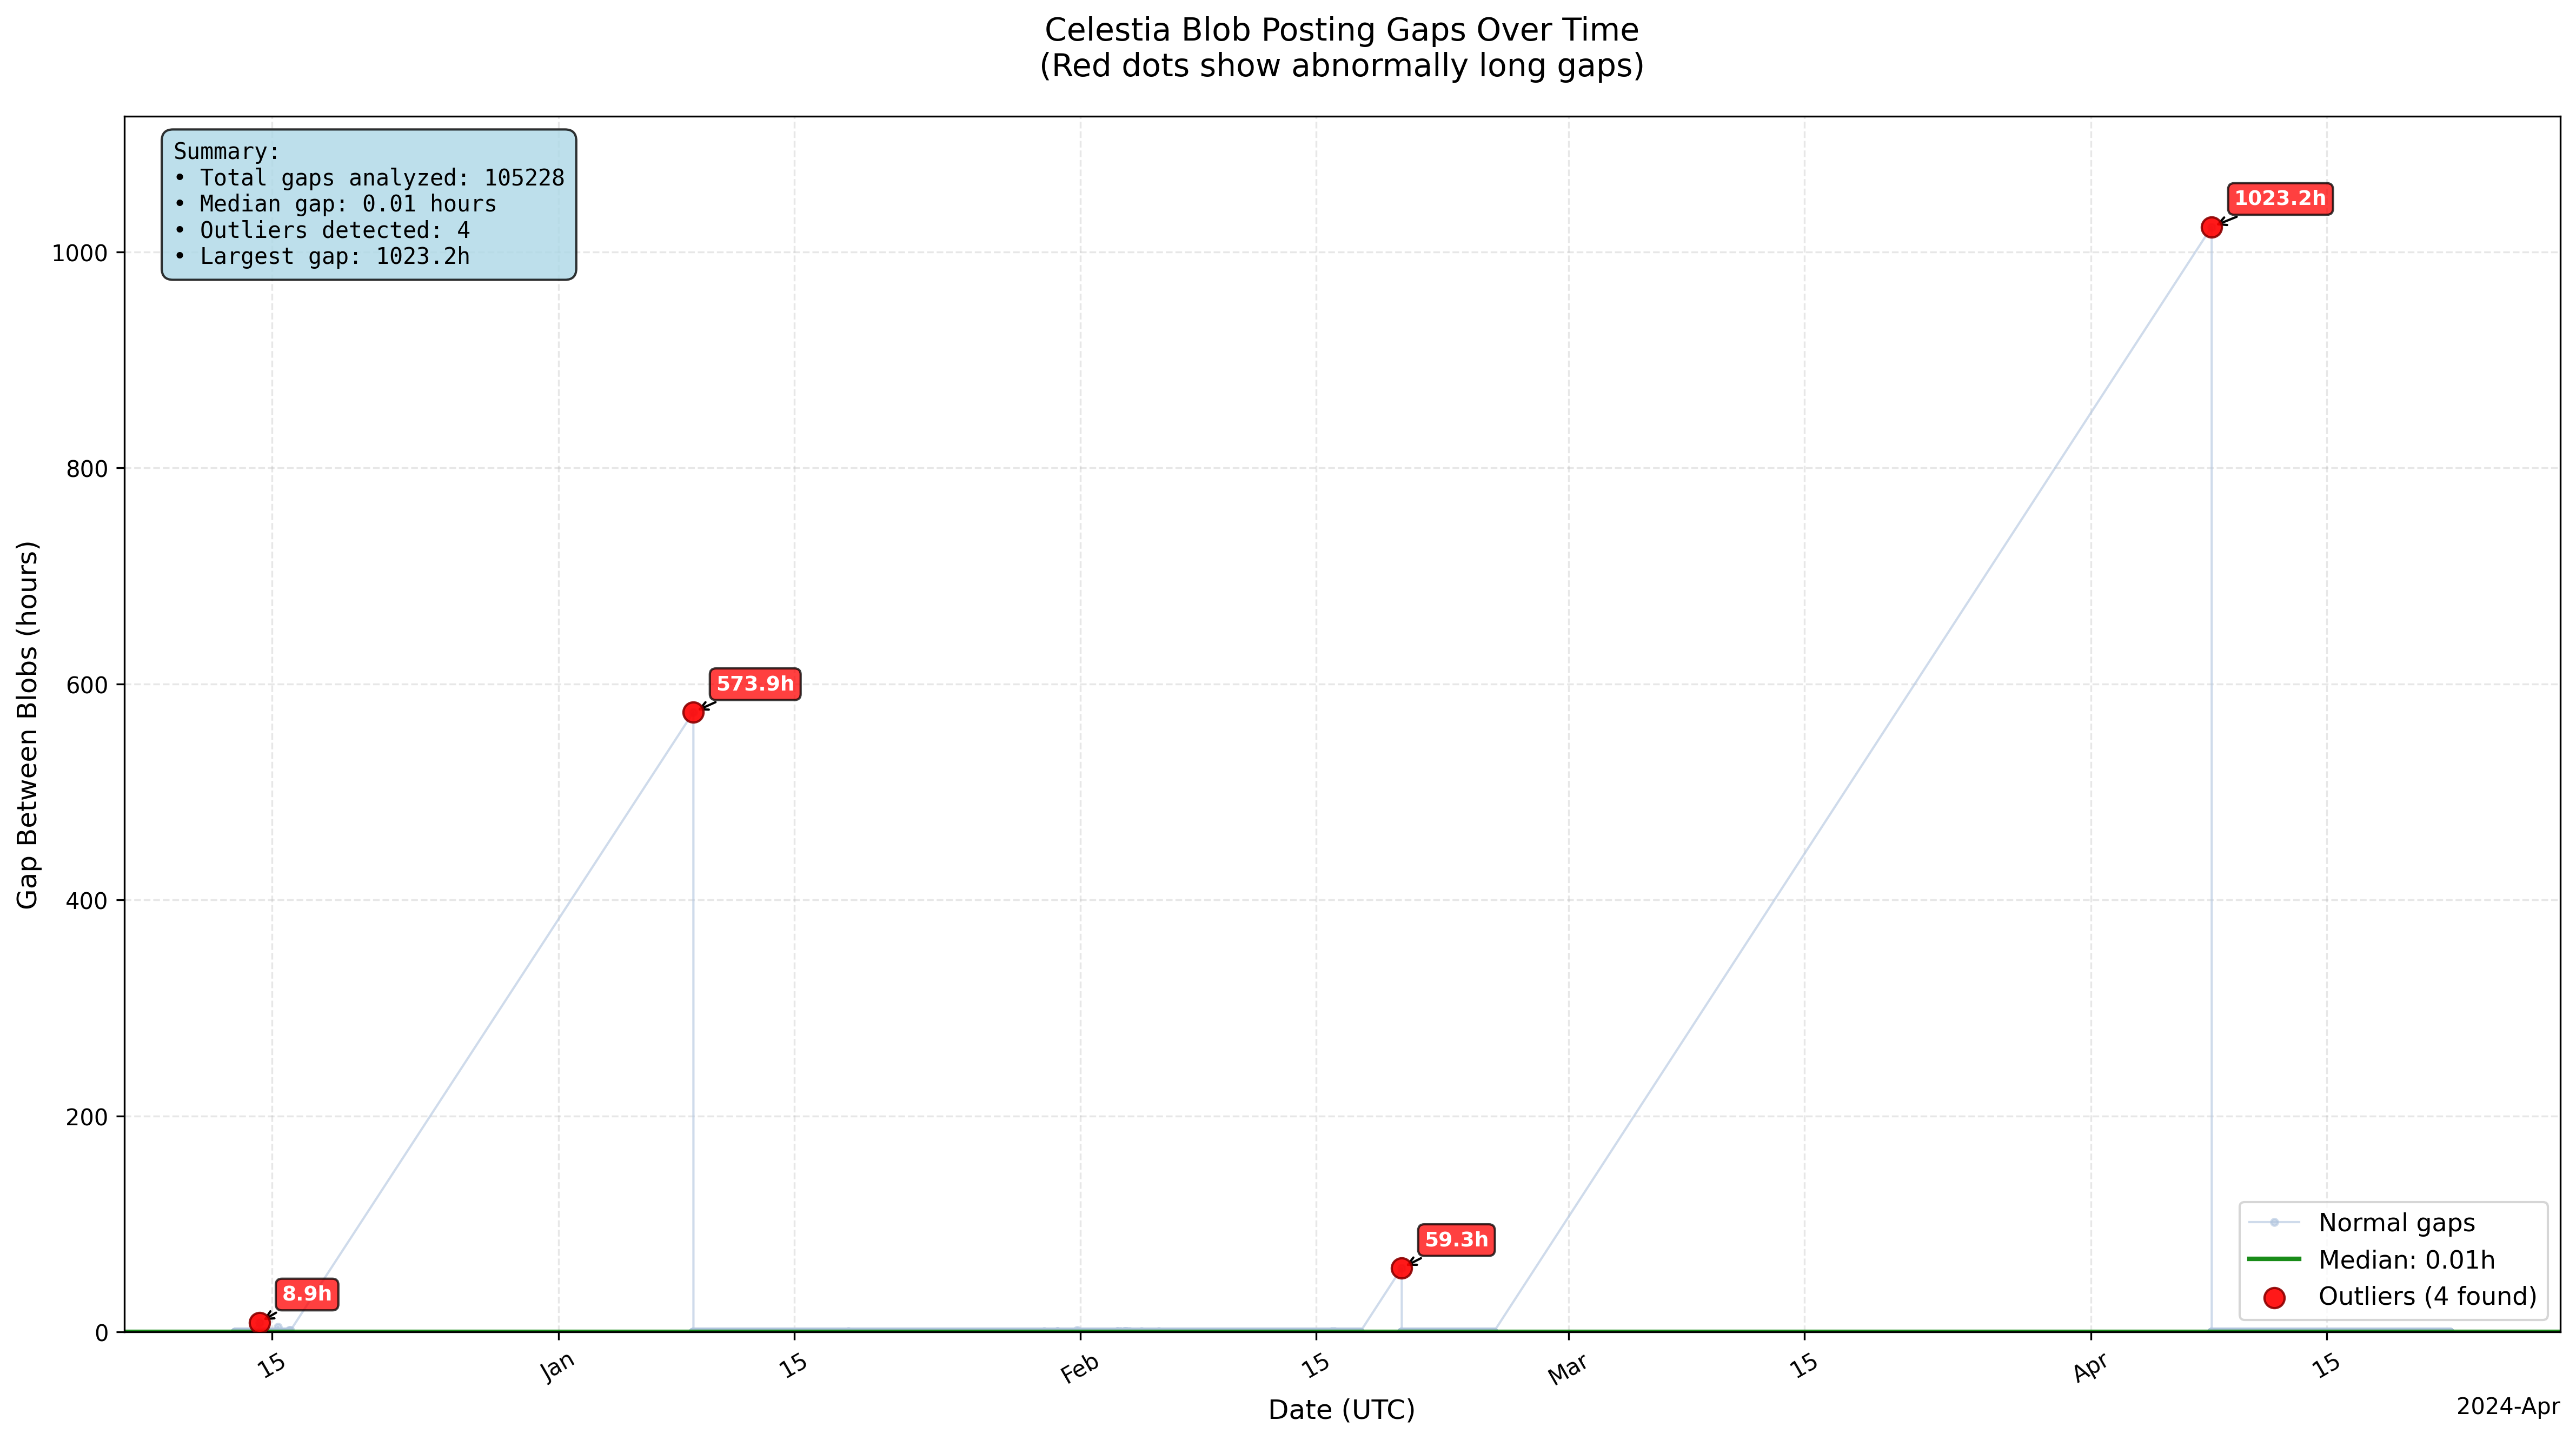 Celestia Blob Posting Gaps Over Time
(Red dots show abnormally long gaps)
Summary:
• Total gaps analyzed: 105228
• Median gap: 0.01 hours
• Outliers detected: 4
• Largest gap: 1023.2h
Gap Between Blobs (hours)
1000
800
600
400
200
0
8.9h
573.9h
59.3h
1023.2h
Normal gaps
Median: 0.01h
Outliers (4 found)
15
Jan
15
Feb
15
Mar
15
Apr
15
Date (UTC)
2024-Apr